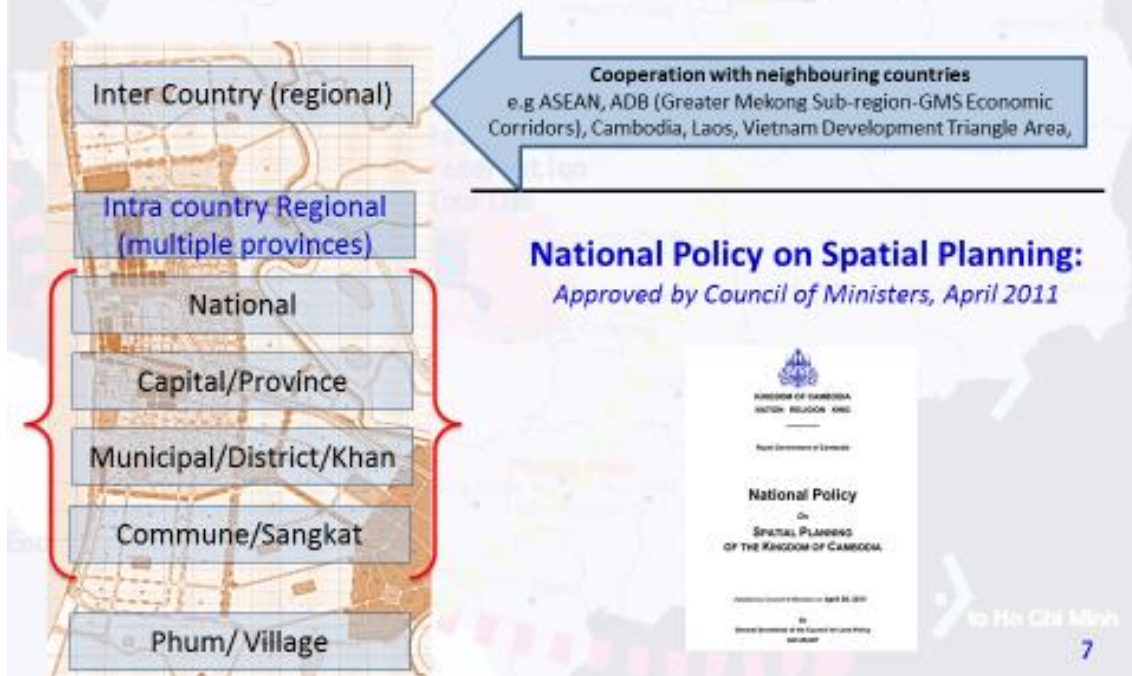 Inter Country (regional)
Cooperation with neighbouring countries
e.g ASEAN, ADB (Greater Mekong Sub-region-GMS Economic
Corridors), Cambodia, Laos, Vietnam Development Triangle Area,
Intra country Regional
(multiple provinces)
National
Capital/Province
Municipal/District/Khan
Commune/Sangkat
Phum/ Village
National Policy on Spatial Planning:
Approved by Council of Ministers, April 2011
KINGDOM OF CAMBODIA
NATION RELIGION KING
Royal Government of Cambodia
National Policy
On
SPATIAL PLANNING
OF THE KINGDOM OF CAMBODIA
to Ho Chi Minh
7